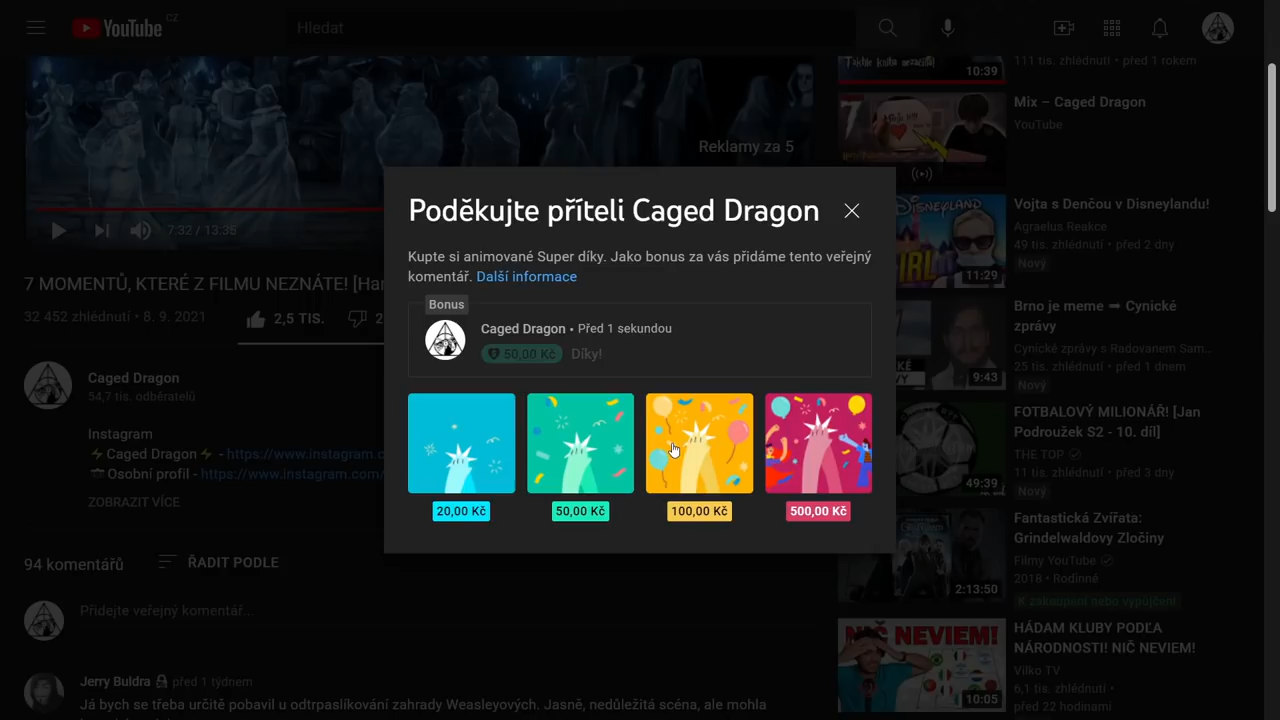 YouTube CZ
Hledat
Reklamy za 5
7:32 / 13:35
7 MOMENTŮ, KTERÉ Z FILMU NEZNÁTE! [Har
32 452 zhlédnutí • 8. 9. 2021
2,5 TIS.
2
Caged Dragon
54,7 tis. odběratelů
Instagram
⚡Caged Dragon⚡ - https://www.instagram.c
Osobní profil - https://www.instagram.com/
ZOBRAZIT VÍCE
94 komentářů
ŘADIT PODLE
Přidejte veřejný komentář...
Jerry Buldra
před 1 týdnem
Já bych se třeba určitě pobavil u odtrpaslíkování zahrady Weasleyových. Jasně, nedůležitá scéna, ale mohla
Poděkujte příteli Caged Dragon
Kupte si animované Super díky. Jako bonus za vás přidáme tento veřejný
komentář. Další informace
Bonus
Caged Dragon • Před 1 sekundou
50,00 Kč Díky!
20,00 Kč
50,00 Kč
100,00 Kč
500,00 Kč
10:39
111 tis. zhlédnutí • před 1 rokem
Mix – Caged Dragon
YouTube
DISNEYLAND
GIRL
11:29
Vojta s Denčou v Disneylandu!
Agraelus Reakce
49 tis. zhlédnutí • před 2 dny
Nový
9:43
Brno je meme ➡ Cynické
zprávy
Cynické zprávy s Radovanem Sam...
25 tis. zhlédnutí • před 1 dnem
Nový
49:39
FOTBALOVÝ MILIONÁŘ! [Jan
Podroužek S2 - 10. díl]
THE TOP
11 tis. zhlédnutí • před 3 dny
Nový
2:13:50
Fantastická Zvířata:
Grindelwaldovy Zločiny
Filmy YouTube
2018 • Rodinné
K zakoupení nebo vypůjčení
NIČ NEVIEM!
10:05
HÁDAM KLUBY PODĽA
NÁRODNOSTI! NIČ NEVIEM!
Vilko TV
6,1 tis. zhlédnutí •
před 22 hodinami